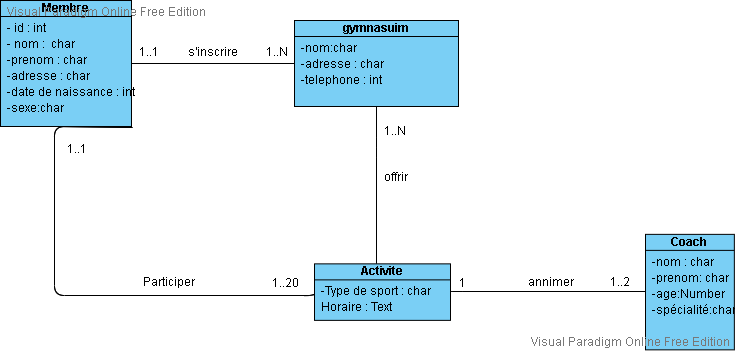 Membre
Visual Paradigm Online Free Edition
- id : int
- nom : char
-prenom : char
-adresse : char
-date de naissance : int
-sexe:char
1..1
s'inscrire
1..N
gymnasuim
-nom:char
-adresse : char
-telephone : int
1..N
offrir
1..1
Participer
1..20
Activite
-Type de sport : char
Horaire : Text
1
annimer
1..2
Coach
-nom : char
-prenom: char
-age:Number
-spécialité:char
Visual Paradigm Online Free Edition